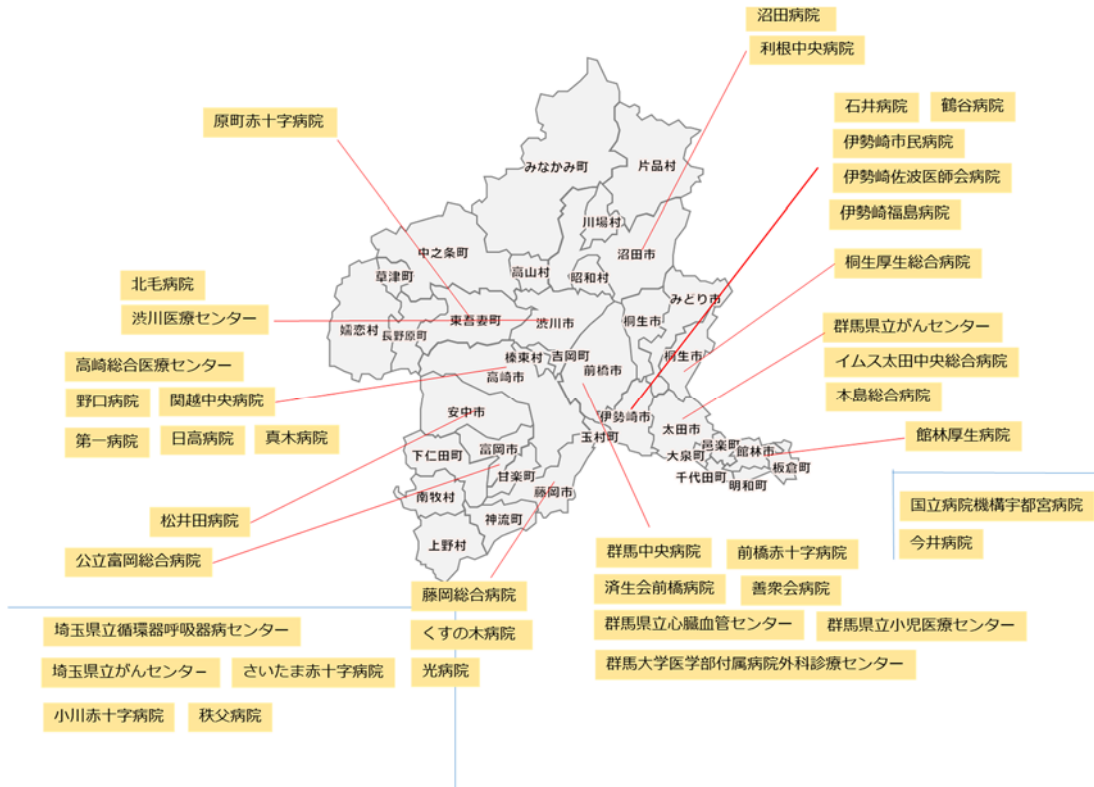 沼田病院
利根中央病院
原町赤十字病院
石井病院 鶴谷病院
伊勢崎市民病院
伊勢崎佐波医師会病院
伊勢崎福島病院
桐生厚生総合病院
北毛病院
渋川医療センター
群馬県立がんセンター
イムス太田中央総合病院
木島総合病院
高崎総合医療センター
野口病院 関越中央病院
第一病院 日高病院 真木病院
館林厚生病院
みなかみ町
片品村
川場村
中之条町
沼田市
草津町
高山村
昭和村
みどり市
嬬恋村
長野原町
東吾妻町
渋川市
桐生市
榛東村
吉岡町
桐生市
高崎市
前橋市
安中市
伊勢崎市
玉村町
太田市
邑楽町
館林市
下仁田町
富岡市
大泉町
板倉町
甘楽町
千代田町
明和町
南牧村
藤岡市
神流町
上野村
松井田病院
公立富岡総合病院
国立病院機構宇都宮病院
今井病院
群馬中央病院 前橋赤十字病院
済生会前橋病院 善衆会病院
群馬県立心臓血管センター 群馬県立小児医療センター
群馬大学医学部付属病院外科診療センター
藤岡総合病院
くすの木病院
光病院
埼玉県立循環器呼吸器病センター
埼玉県立がんセンター さいたま赤十字病院
小川赤十字病院 秩父病院